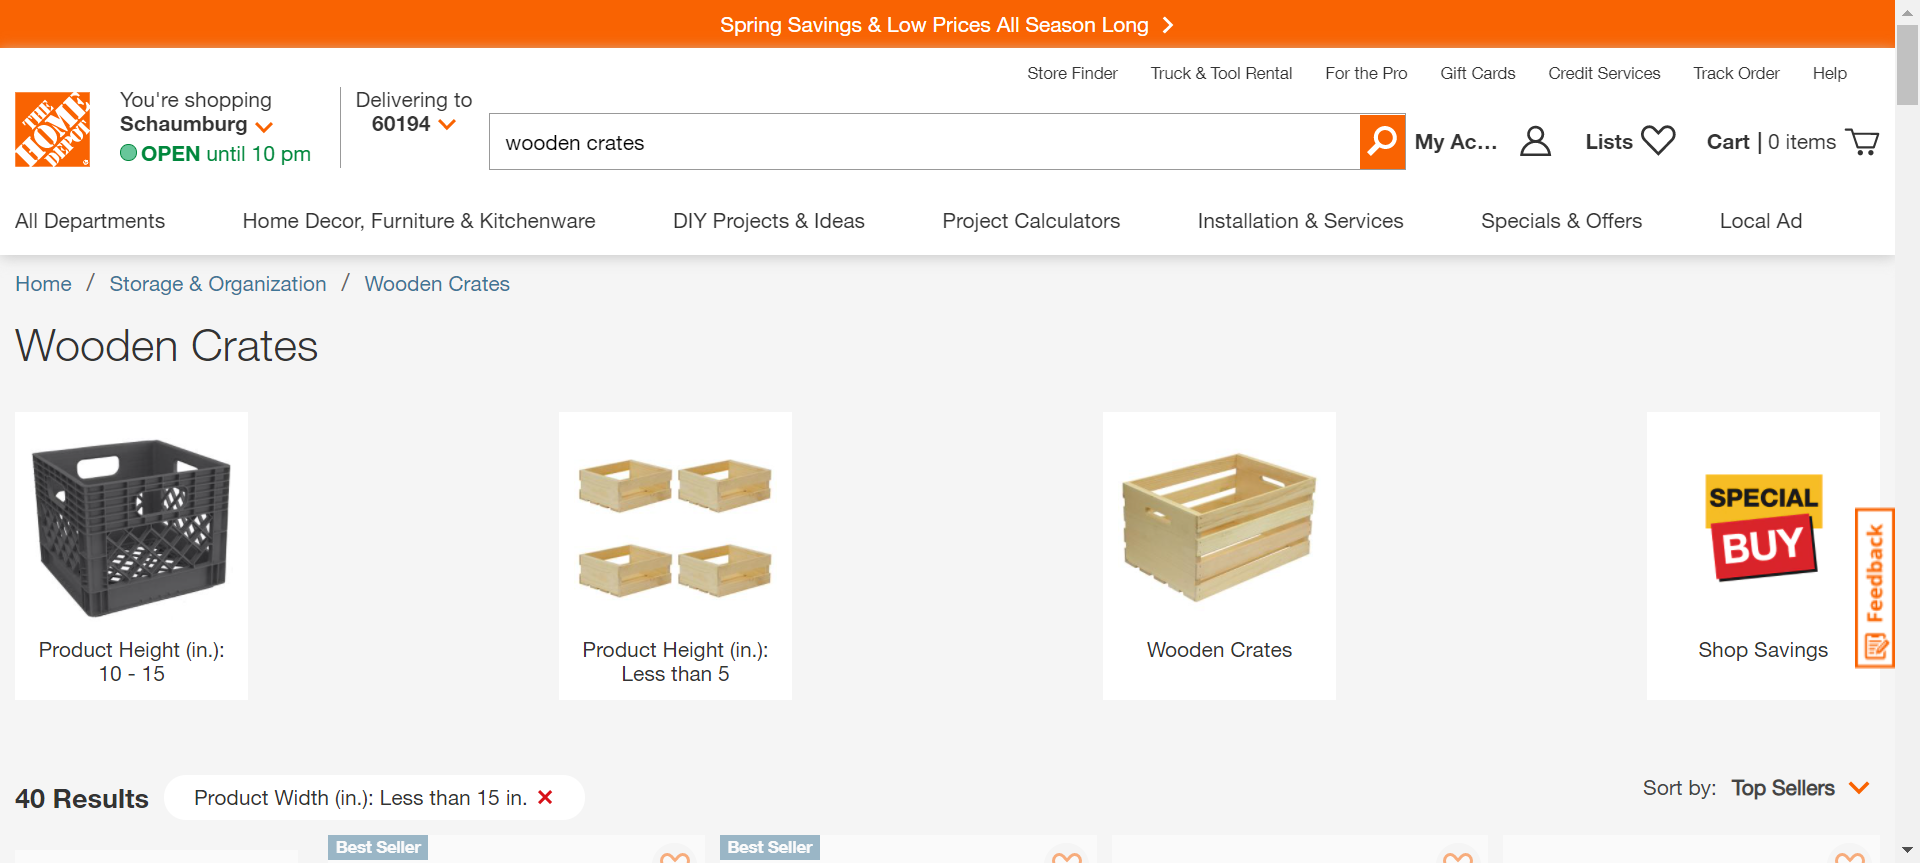 Spring Savings & Low Prices All Season Long
Store Finder
Truck & Tool Rental
For the Pro
Gift Cards
Credit Services
Track Order
Help
THE HOME DEPOT
You're shopping
Schaumburg
OPEN until 10 pm
Delivering to
60194
wooden crates
My Ac...
Lists
Cart | 0 items
All Departments
Home Decor, Furniture & Kitchenware
DIY Projects & Ideas
Project Calculators
Installation & Services
Specials & Offers
Local Ad
Home / Storage & Organization / Wooden Crates
Wooden Crates
Product Height (in.):
10 - 15
Product Height (in.):
Less than 5
Wooden Crates
SPECIAL
BUY
Shop Savings
Feedback
40 Results
Product Width (in.): Less than 15 in.
Sort by: Top Sellers
Best Seller
Best Seller